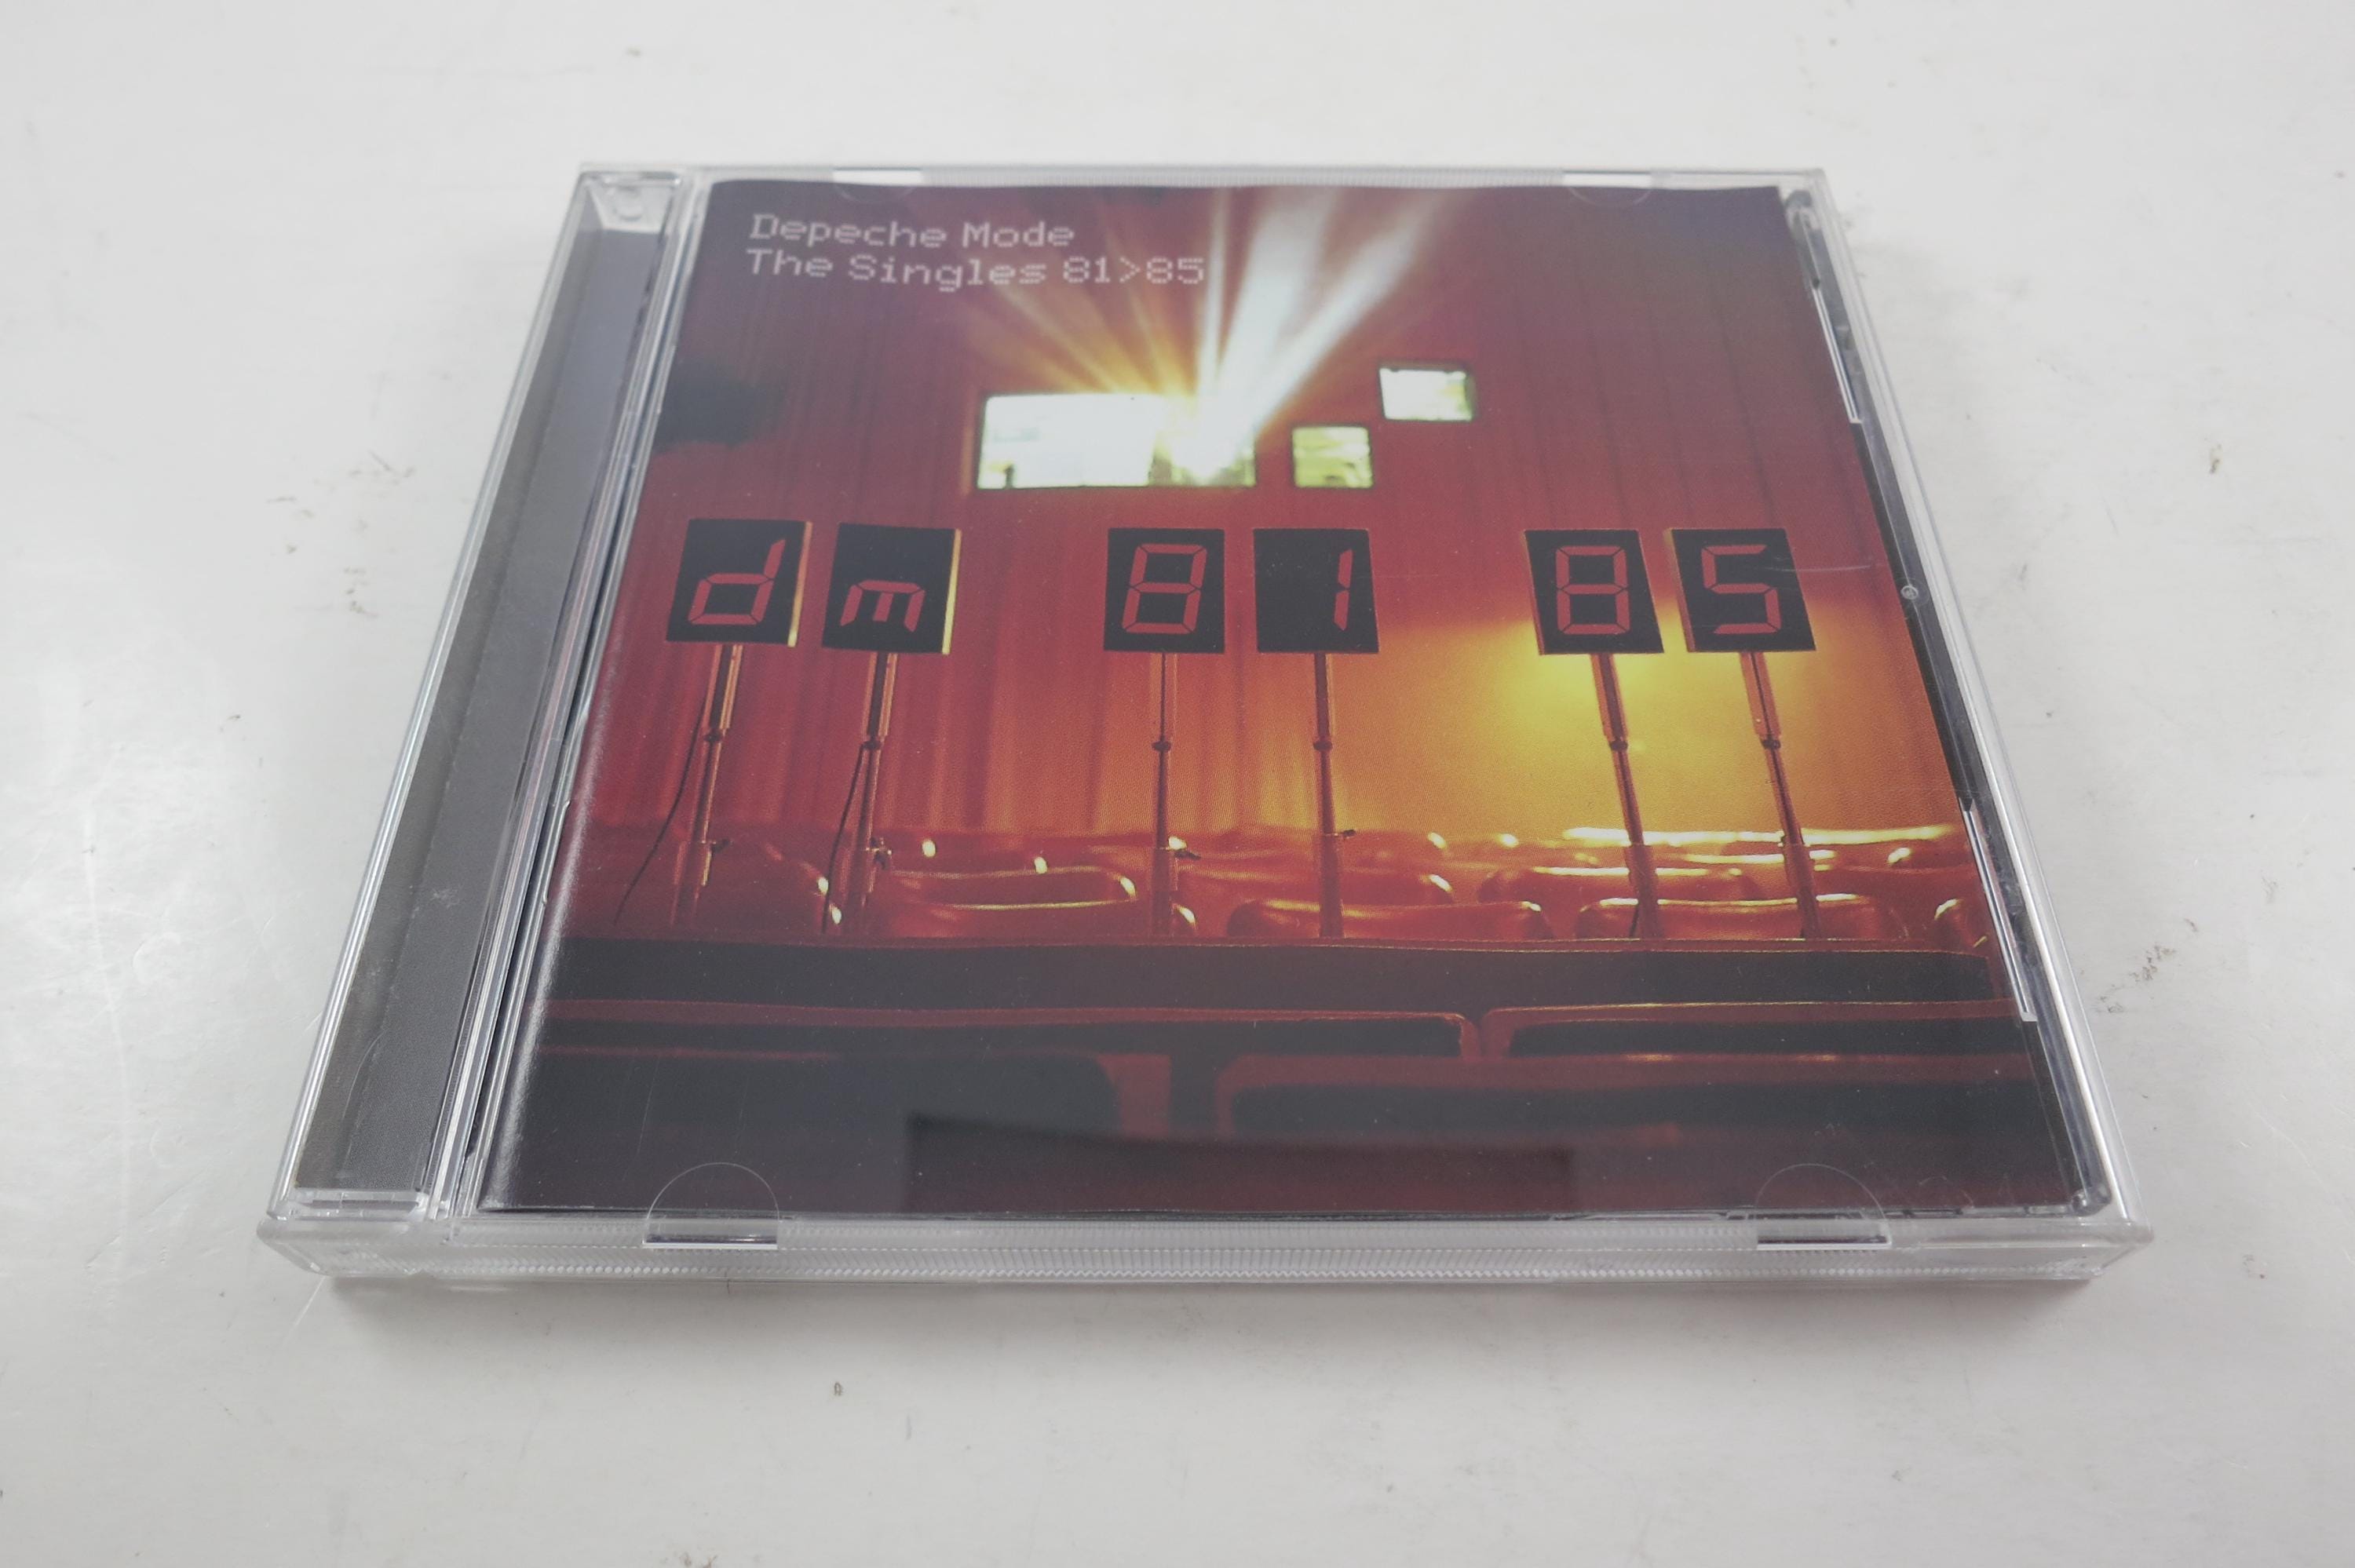 Depeche Mode
The Singles 81>85
dm 81 85